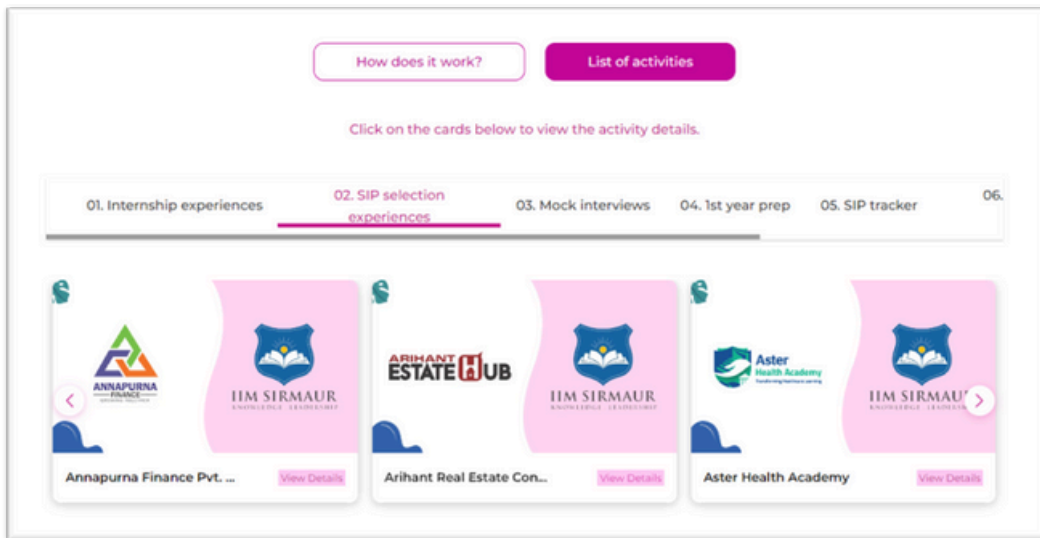 How does it work?
List of activities
Click on the cards below to view the activity details.
01. Internship experiences
02. SIP selection
experiences
03. Mock interviews
04. 1st year prep
05. SIP tracker
06.
ANNAPURNA
FINANCE
IIM SIRMAUR
KNOWLEDGE · LEADERSHIP
ARIHANT
ESTATE HUB
IIM SIRMAUR
KNOWLEDGE · LEADERSHIP
Aster
Health Academy
Transforming Healthcare Learning
IIM SIRMAU
Annapurna Finance Pvt. ...
View Details
Arihant Real Estate Con...
View Details
Aster Health Academy
View Details